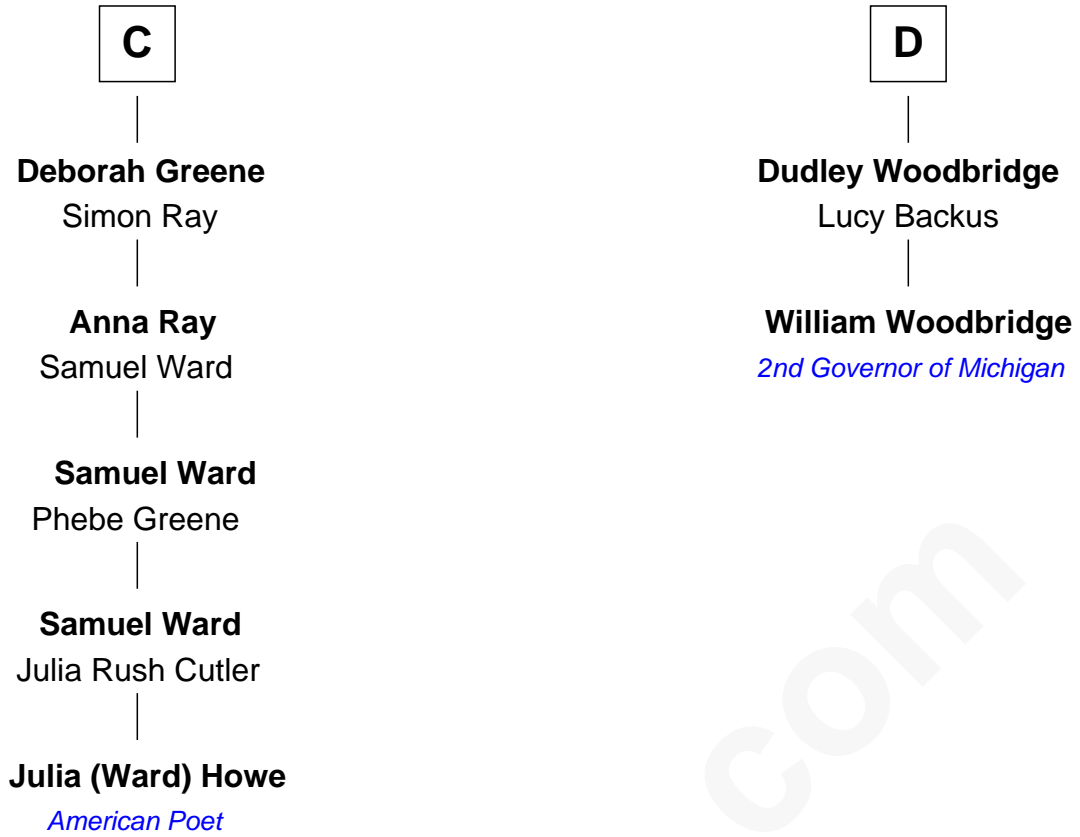 C
Deborah Greene
Simon Ray
Anna Ray
Samuel Ward
Samuel Ward
Phebe Greene
Samuel Ward
Julia Rush Cutler
Julia (Ward) Howe
American Poet
D
Dudley Woodbridge
Lucy Backus
William Woodbridge
2nd Governor of Michigan
com